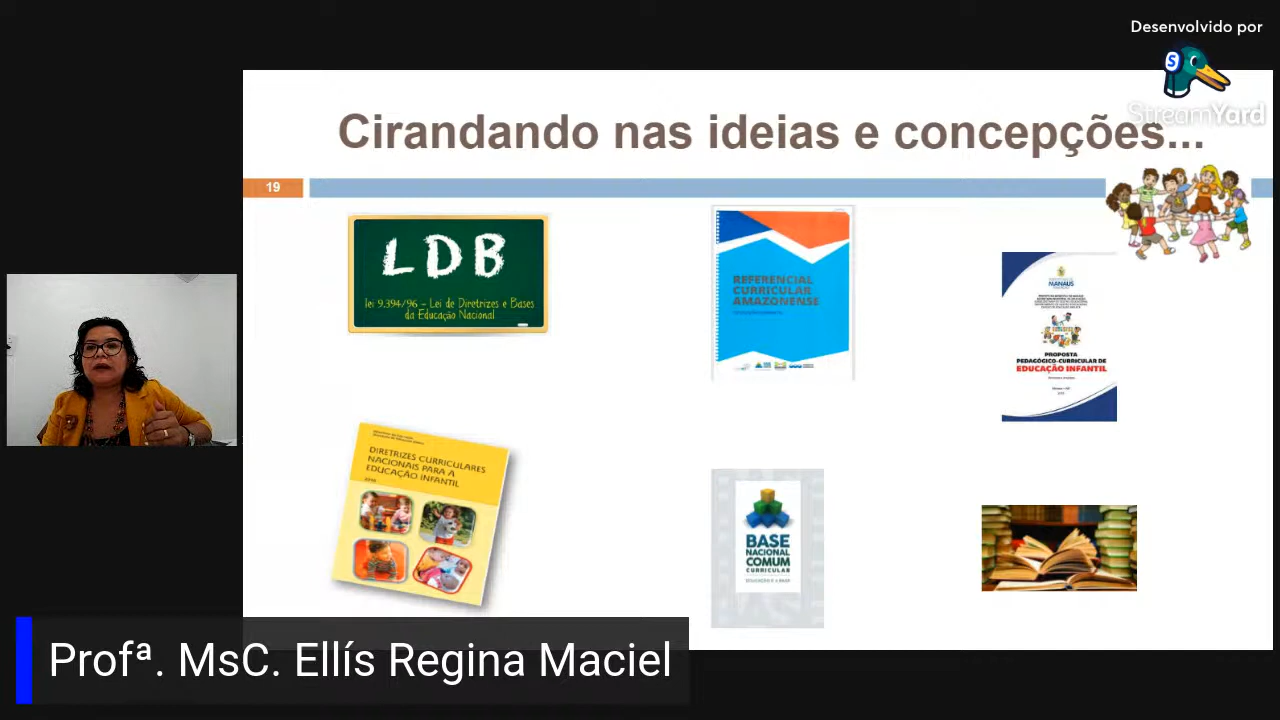 Desenvolvido por
StreamYard
Cirandando nas ideias e concepções...
19
LDB
lei 9.394/96 – Lei de Diretrizes e Bases
da Educação Nacional
REFERENCIAL
CURRICULAR
AMAZONENSE
MANAUS
PROPOSTA
PEDAGÓGICO-CURRICULAR DE
EDUCAÇÃO INFANTIL
DIRETRIZES CURRICULARES
NACIONAIS PARA A
EDUCAÇÃO INFANTIL
BASE
NACIONAL
COMUM
CURRICULAR
EDUCAÇÃO É A BASE
Profª. MsC. Ellís Regina Maciel